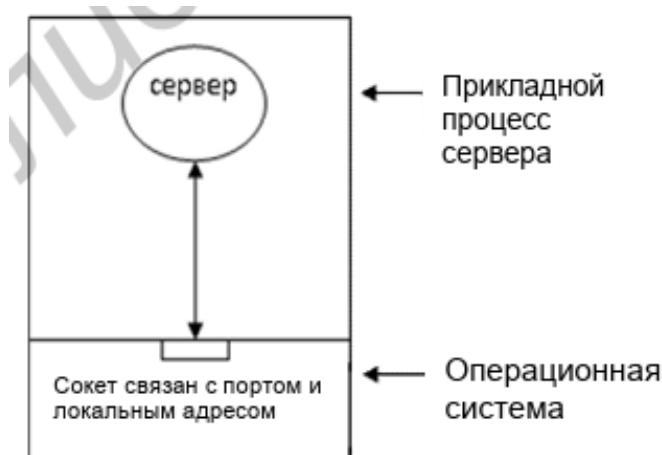 сервер
Прикладной
процесс
сервера
Сокет связан с портом и
локальным адресом
Операционная
система